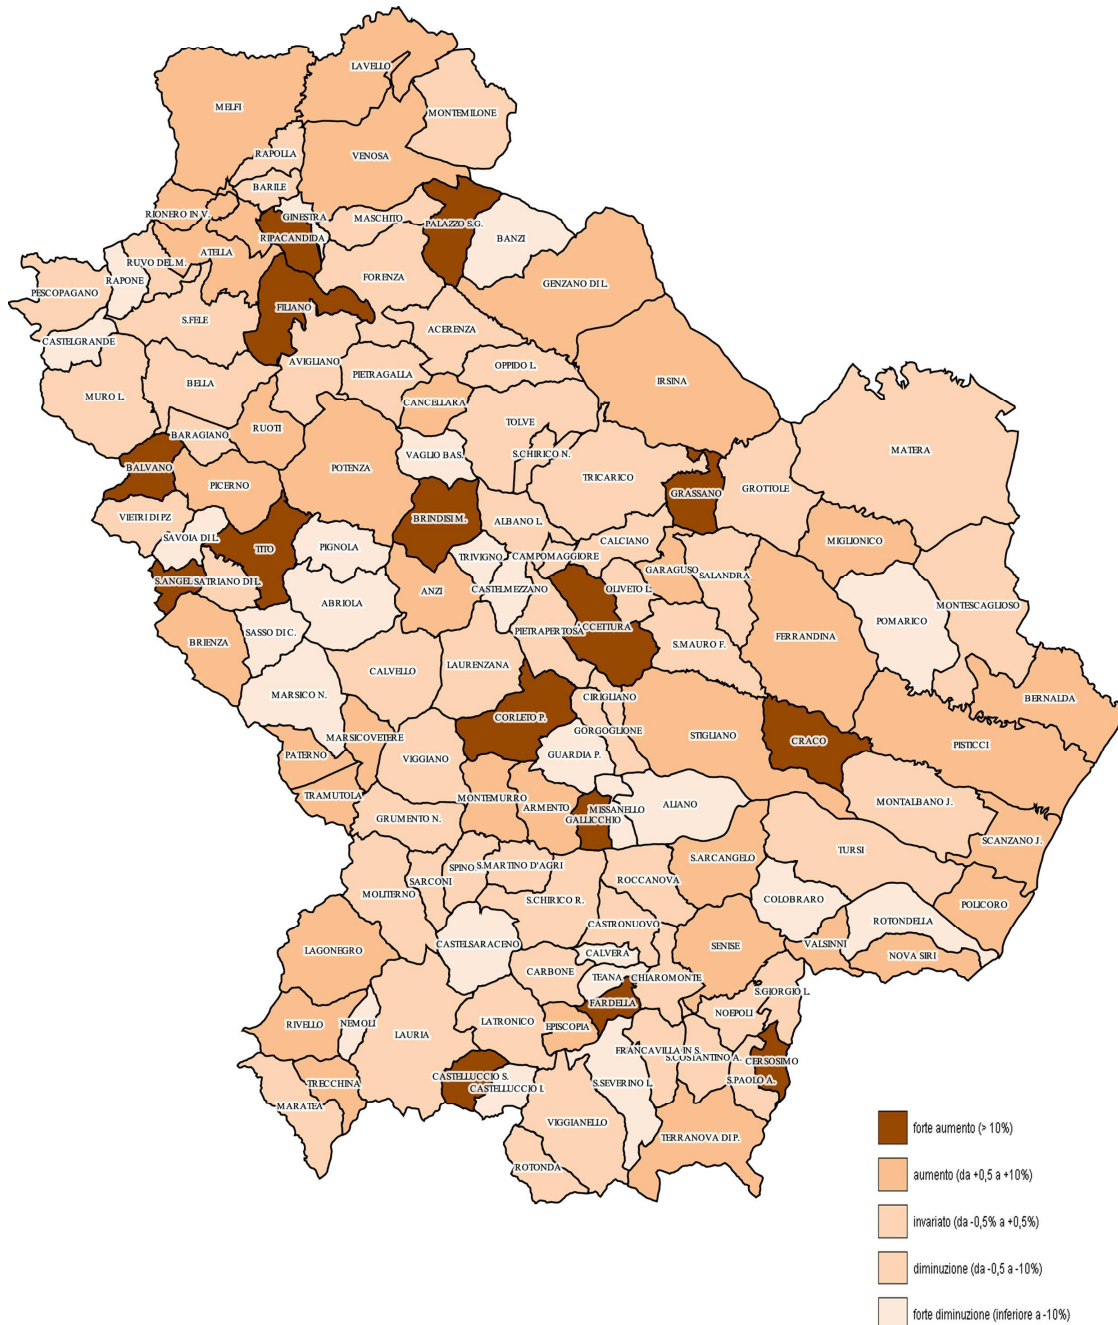 LAVELLO
MELFI
MONTEMILONE
RAPOLLA
VENOSA
BARILE
RIONERO IN V.
GINESTRA
MASCHITO
PALAZZO S.G.
RIPACANDIDA
BANZI
ATELLA
RUVO DEL M.
RAPONE
FORENZA
GENZANO DI L.
PESCOPAGANO
FILIANO
S.FELE
ACERENZA
CASTELGRANDE
AVIGLIANO
OPPIDO L.
PIETRAGALLA
IRSINA
BELLA
MURO L.
CANCELLARA
TOLVE
RUOTI
BARAGIANO
MATERA
VAGLIO BAS.
S.CHIRICO N.
BALVANO
POTENZA
TRICARICO
PICERNO
GROTTOLE
GRASSANO
VIETRI DI PZ
BRINDISI M.
ALBANO L.
SAVOIA DI L.
MIGLIONICO
CALCIANO
TITO
PIGNOLA
TRIVIGNO
CAMPOMAGGIORE
GARAGUSO
SALANDRA
S.ANGEL
SATRIANO DI L.
ANZI
CASTELMEZZANO
OLIVETO L.
ABRIOLA
MONTESCAGLIOSO
POMARICO
ACCETTURA
PIETRAPERTOSA
FERRANDINA
BRIENZA
SASSO DI C.
S.MAURO F.
LAURENZANA
CALVELLO
MARSICO N.
CIRIGLIANO
BERNALDA
CORLETO P.
GORGOGLIONE
MARSICOVETERE
STIGLIANO
CRACO
PISTICCI
PATERNO
VIGGIANO
GUARDIA P.
TRAMUTOLA
MONTEMURRO
ARMENTO
ALIANO
MONTALBANO J.
MISSANELLO
GRUMENTO N.
GALLICCHIO
SCANZANO J.
TURSI
S.ARCANGELO
SPINO
S.MARTINO D'AGRI
SARCONI
ROCCANOVA
MOLITERNO
S.CHIRICO R.
COLOBRARO
POLICORO
ROTONDELLA
CASTRONUOVO
CASTELSARACENO
LAGONEGRO
SENISE
VALSINNI
CALVERA
NOVA SIRI
CARBONE
TEANA
CHIAROMONTE
S.GIORGIO L.
FARDELLA
NOEPOLI
RIVELLO
NEMOLI
LATRONICO
EPISCOPIA
LAURIA
FRANCAVILLA IN S.
S.COSTANTINO A.
CERSOSIMO
CASTELLUCCIO S.
S.PAOLO A.
TRECCHINA
CASTELLUCCIO I.
S.SEVERINO L.
MARATEA
VIGGIANELLO
TERRANOVA DI P.
ROTONDA
forte aumento (> 10%)
aumento (da +0,5 a +10%)
invariato (da -0,5% a +0,5%)
diminuzione (da -0,5 a -10%)
forte diminuzione (inferiore a -10%)